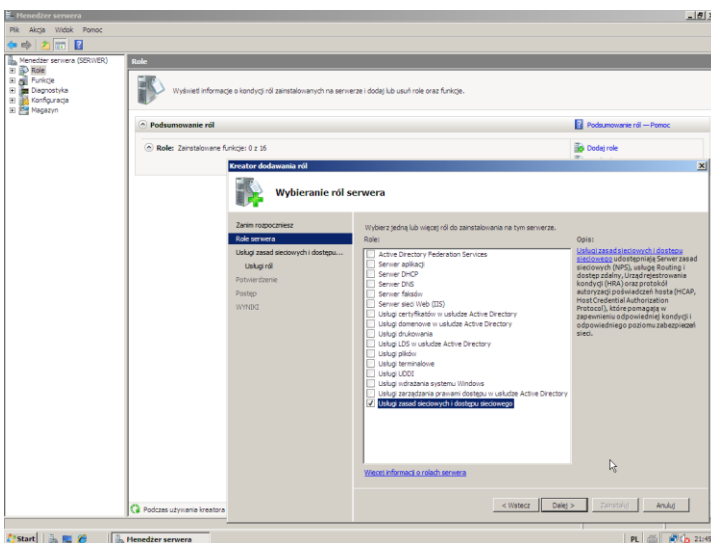 Menedżer serwera
Plik Akcja Widok Pomoc
Menedżer serwera (SERWER)
Role
Funkcje
Diagnostyka
Konfiguracja
Magazyn
Role
Wyświetl informacje o kondycji ról zainstalowanych na serwerze i dodaj lub usuń role oraz funkcje.
Podsumowanie ról
Podsumowanie ról — Pomoc
Role: Zainstalowane funkcje: 0 z 16
Dodaj role
Kreator dodawania ról
Wybieranie ról serwera
Zanim rozpoczniesz
Role serwera
Usługi zasad sieciowych i dostępu...
Usługi ról
Potwierdzenie
Postęp
WYNIKI
Wybierz jedną lub więcej ról do zainstalowania na tym serwerze.
Role:
Active Directory Federation Services
Serwer aplikacji
Serwer DHCP
Serwer DNS
Serwer faksów
Serwer sieci Web (IIS)
Usługi certyfikatów w usłudze Active Directory
Usługi domenowe w usłudze Active Directory
Usługi drukowania
Usługi LDS w usłudze Active Directory
Usługi plików
Usługi terminalowe
Usługi UDDI
Usługi wdrażania systemu Windows
Usługi zarządzania prawami dostępu w usłudze Active Directory
Usługi zasad sieciowych i dostępu sieciowego
Więcej informacji o rolach serwera
Opis:
Usługi zasad sieciowych i dostępu
sieciowego udostępniają Serwer zasad
sieciowych (NPS), usługę Routing i
dostęp zdalny, Urząd rejestrowania
kondycji (HRA) oraz protokół
autoryzacji poświadczeń hosta (HCAP,
Host Credential Authorization
Protocol), które pomagają w
zapewnieniu odpowiedniej kondycji i
odpowiedniego poziomu zabezpieczeń
sieci.
< Wstecz Dalej > Zainstaluj Anuluj
Podczas używania kreatora
Start Menedżer serwera PL 21:45